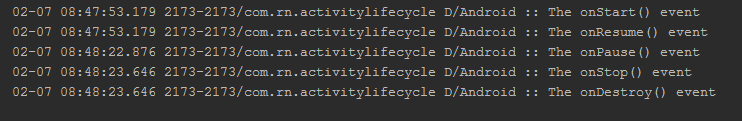 02-07 08:47:53.179 2173-2173/com.rn.activitylifecycle D/Android :: The onStart() event
02-07 08:47:53.179 2173-2173/com.rn.activitylifecycle D/Android :: The onResume() event
02-07 08:48:22.876 2173-2173/com.rn.activitylifecycle D/Android :: The onPause() event
02-07 08:48:23.646 2173-2173/com.rn.activitylifecycle D/Android :: The onStop() event
02-07 08:48:23.646 2173-2173/com.rn.activitylifecycle D/Android :: The onDestroy() event